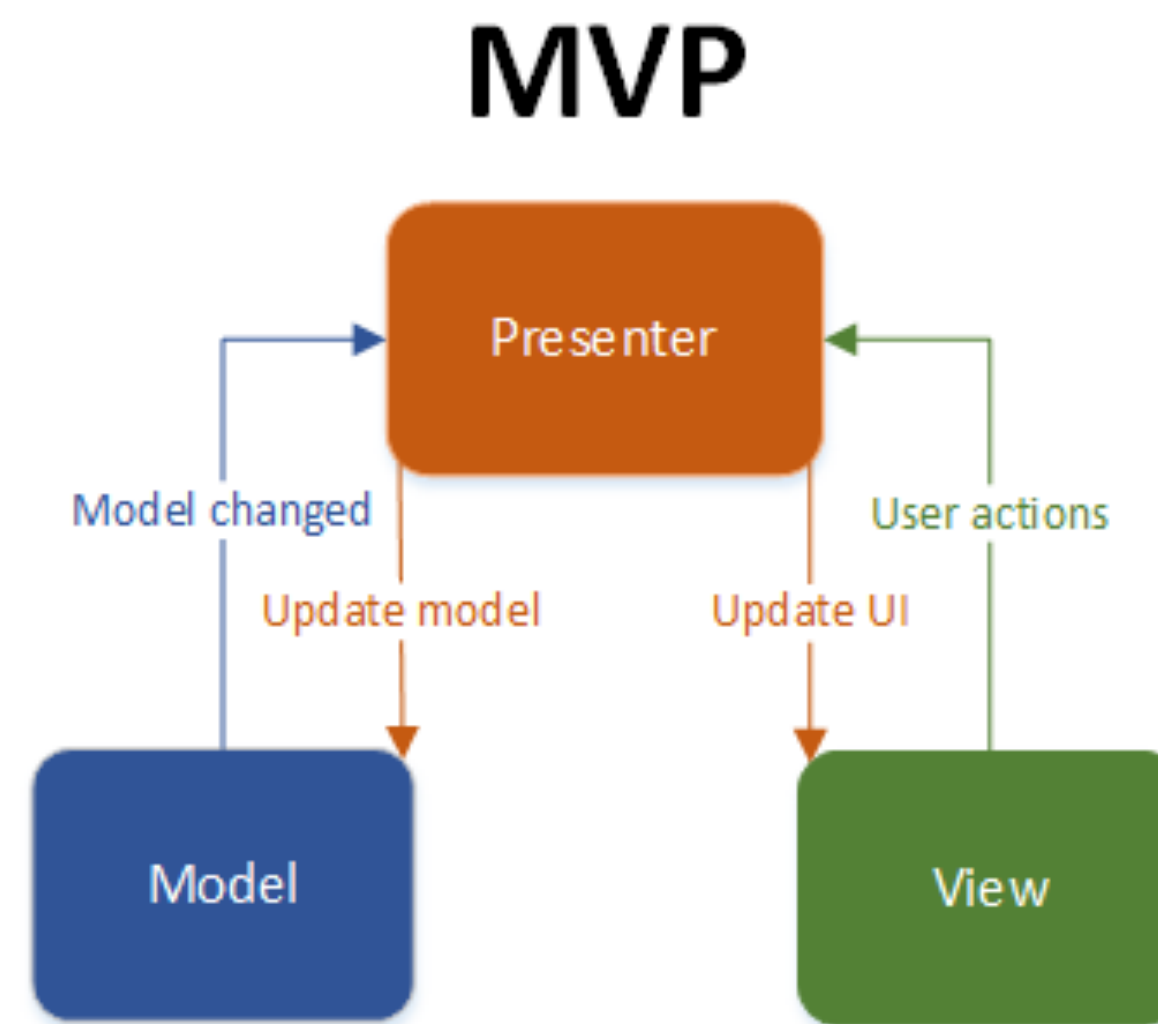 MVP
Presenter
Model changed
User actions
Update model
Update UI
Model
View